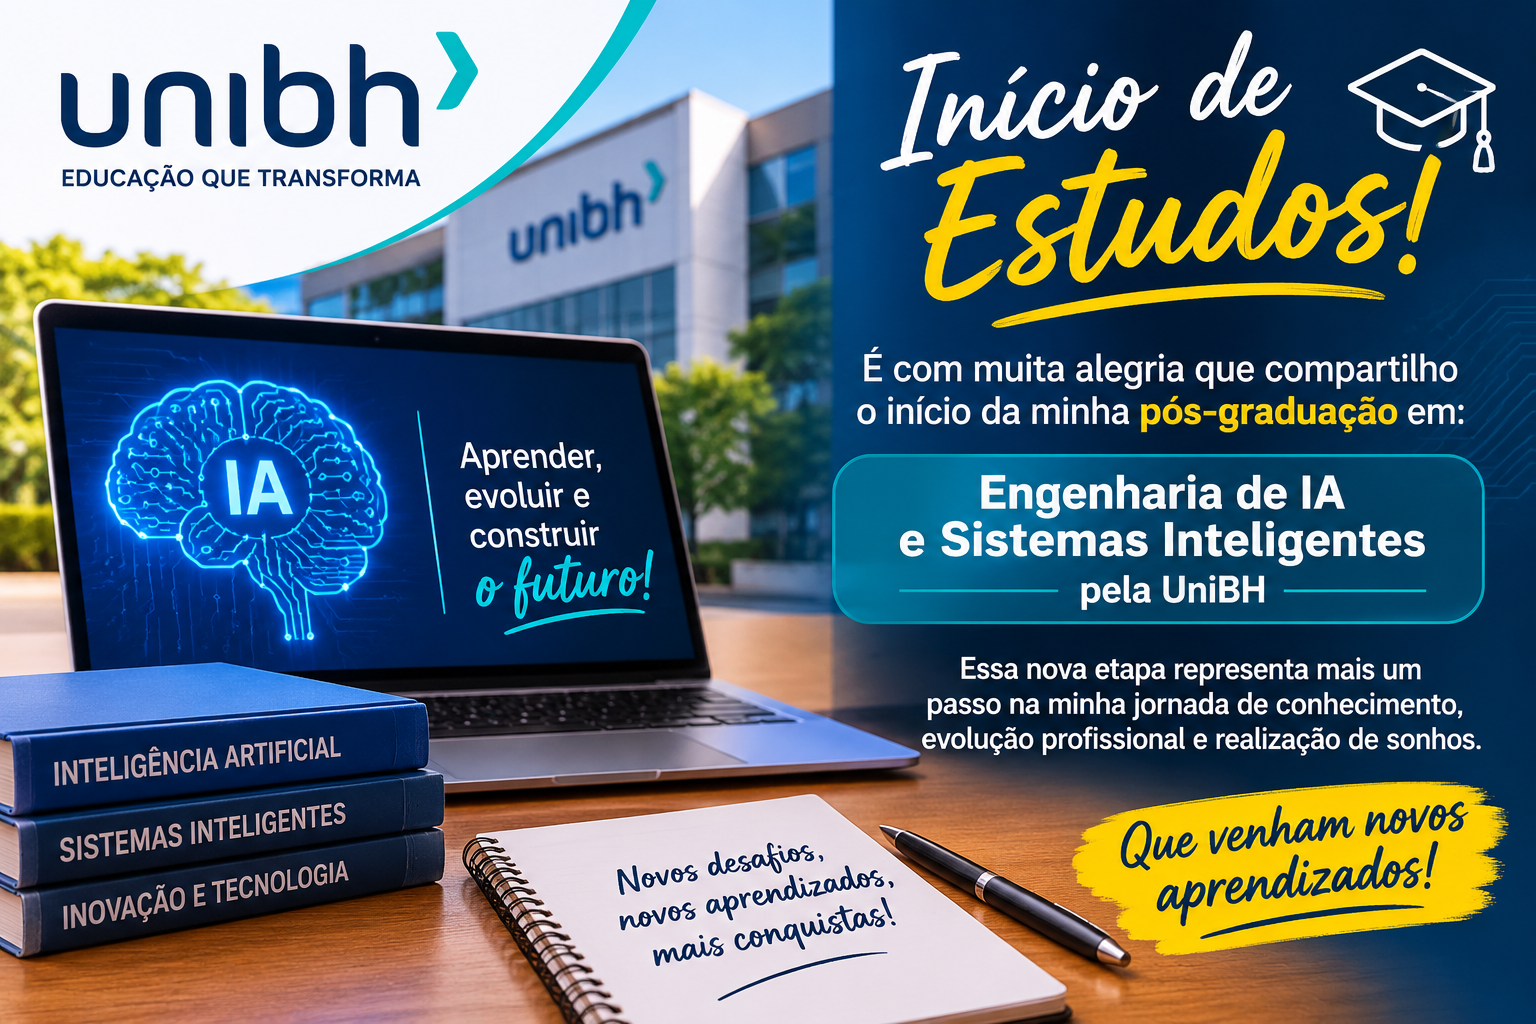 unibh
EDUCAÇÃO QUE TRANSFORMA
unibh
IA
Aprender,
evoluir e
construir
o futuro!
INTELIGÊNCIA ARTIFICIAL
SISTEMAS INTELIGENTES
INOVAÇÃO E TECNOLOGIA
Novos desafios,
novos aprendizados,
mais conquistas!
Início de
Estudos!
É com muita alegria que compartilho
o início da minha pós-graduação em:
Engenharia de IA
e Sistemas Inteligentes
pela UniBH
Essa nova etapa representa mais um
passo na minha jornada de conhecimento,
evolução profissional e realização de sonhos.
Que venham novos
aprendizados!